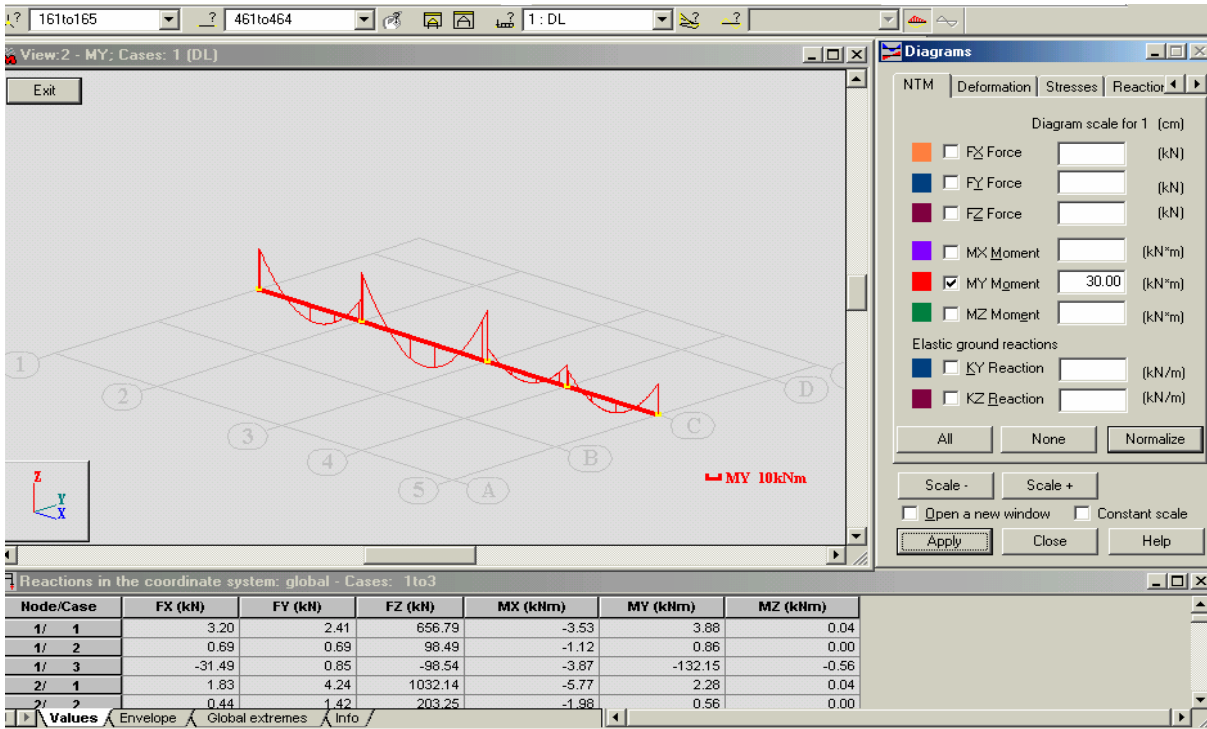 161to165 461to464 1 : DL
View:2 - MY; Cases: 1 (DL)
Exit
1
2
3
4
5
A
B
C
D
Z
Y
X
MY 10kNm
Diagrams
NTM Deformation Stresses Reaction
Diagram scale for 1 (cm)
FX Force (kN)
FY Force (kN)
FZ Force (kN)
MX Moment (kN*m)
MY Moment 30.00 (kN*m)
MZ Moment (kN*m)
Elastic ground reactions
KY Reaction (kN/m)
KZ Reaction (kN/m)
All None Normalize
Scale - Scale +
Open a new window Constant scale
Apply Close Help
Reactions in the coordinate system: global - Cases: 1to3
Node/Case FX (kN) FY (kN) FZ (kN) MX (kNm) MY (kNm) MZ (kNm)
1/ 1 3.20 2.41 656.79 -3.53 3.88 0.04
1/ 2 0.69 0.69 98.49 -1.12 0.86 0.00
1/ 3 -31.49 0.85 -98.54 -3.87 -132.15 -0.56
2/ 1 1.83 4.24 1032.14 -5.77 2.28 0.04
2/ 2 0.44 1.42 203.25 -1.98 0.56 0.00
Values Envelope Global extremes Info